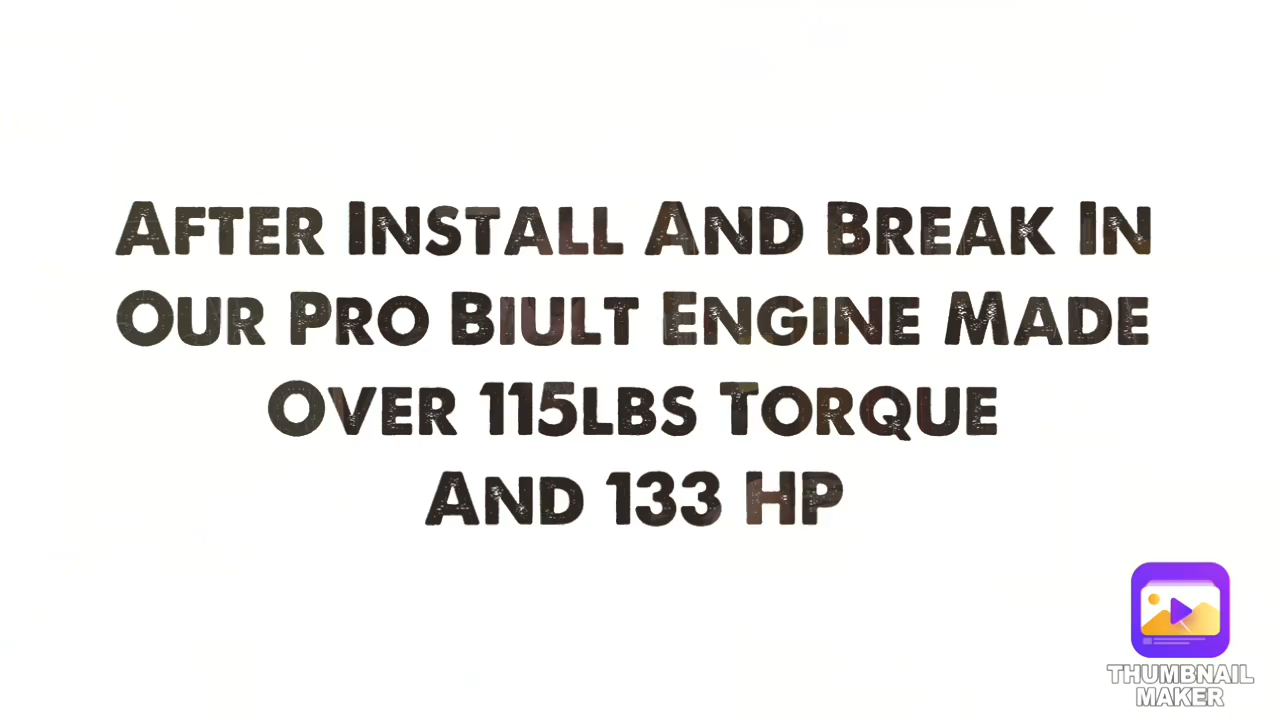 After Install And Break In
Our Pro Biult Engine Made
Over 115lbs Torque
And 133 HP
THUMBNAIL
MAKER